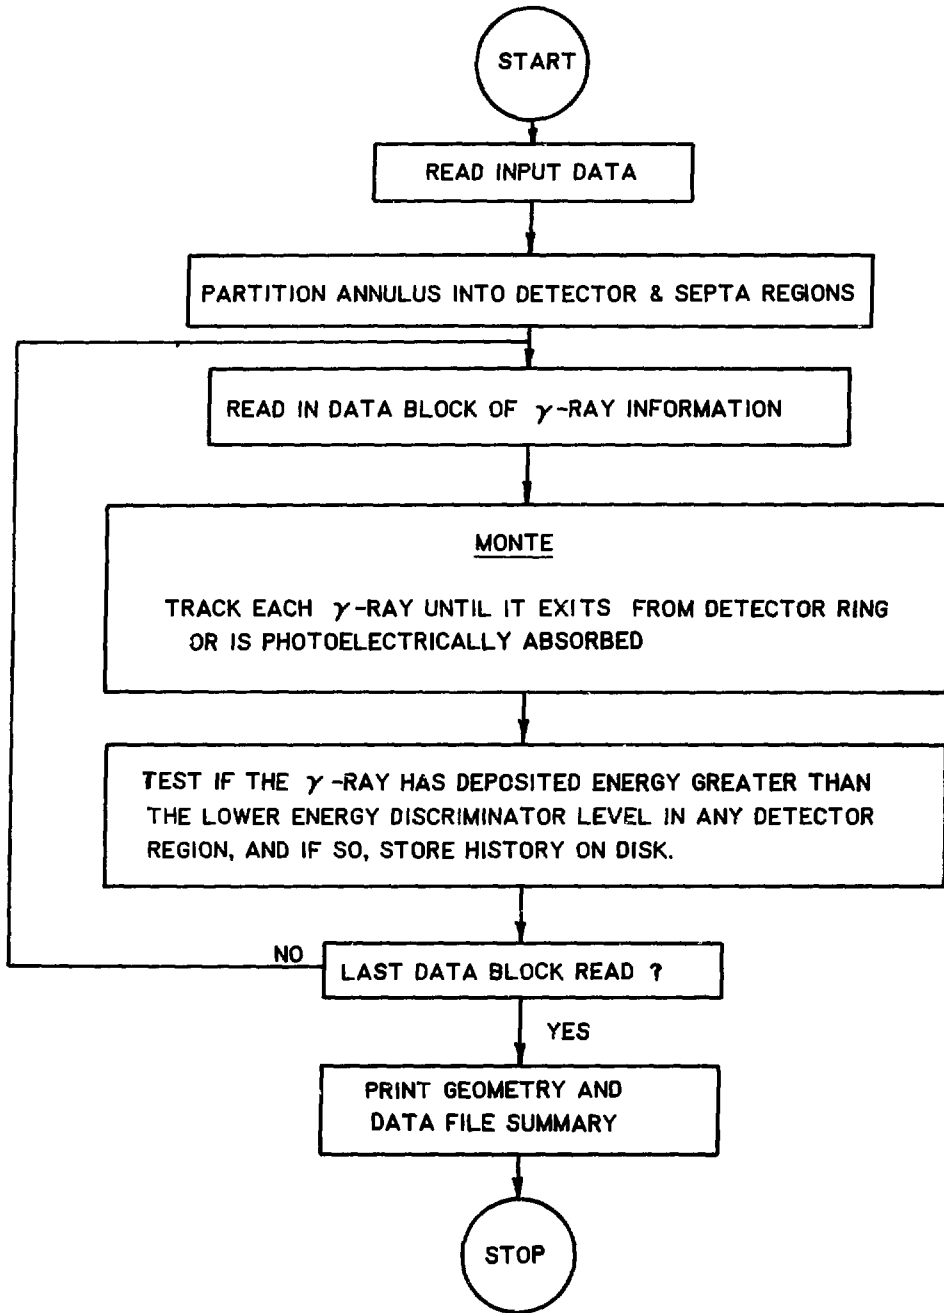 START
READ INPUT DATA
PARTITION ANNULUS INTO DETECTOR & SEPTA REGIONS
READ IN DATA BLOCK OF γ-RAY INFORMATION
MONTE
TRACK EACH γ-RAY UNTIL IT EXITS FROM DETECTOR RING
OR IS PHOTOELECTRICALLY ABSORBED
TEST IF THE γ-RAY HAS DEPOSITED ENERGY GREATER THAN
THE LOWER ENERGY DISCRIMINATOR LEVEL IN ANY DETECTOR
REGION, AND IF SO, STORE HISTORY ON DISK.
NO
LAST DATA BLOCK READ ?
YES
PRINT GEOMETRY AND
DATA FILE SUMMARY
STOP